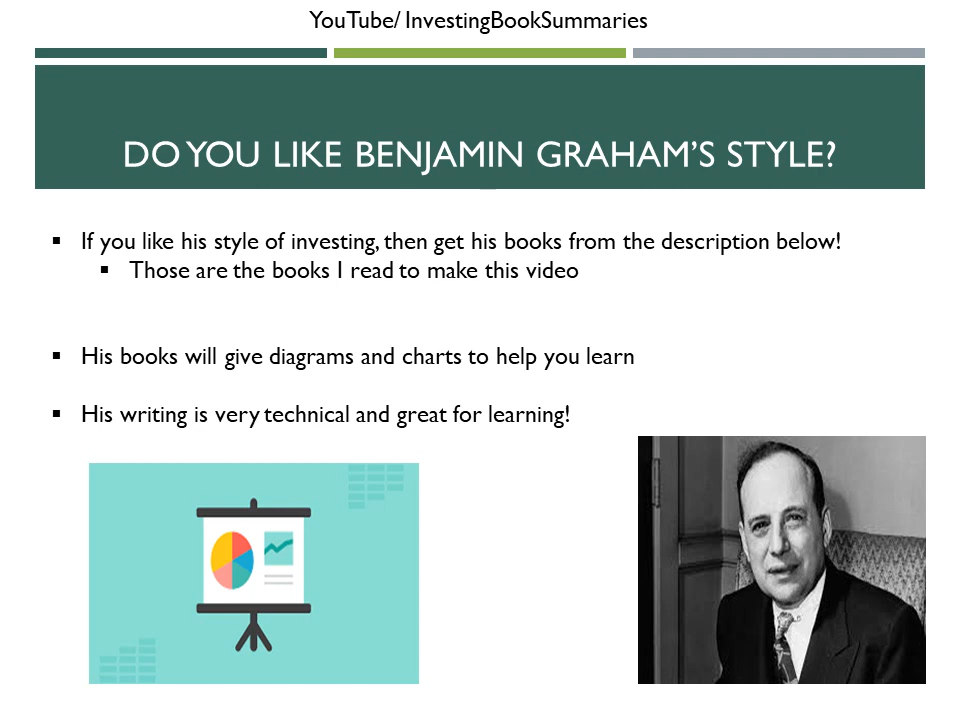 YouTube/ InvestingBookSummaries
DO YOU LIKE BENJAMIN GRAHAM’S STYLE?
If you like his style of investing, then get his books from the description below!
Those are the books I read to make this video
His books will give diagrams and charts to help you learn
His writing is very technical and great for learning!